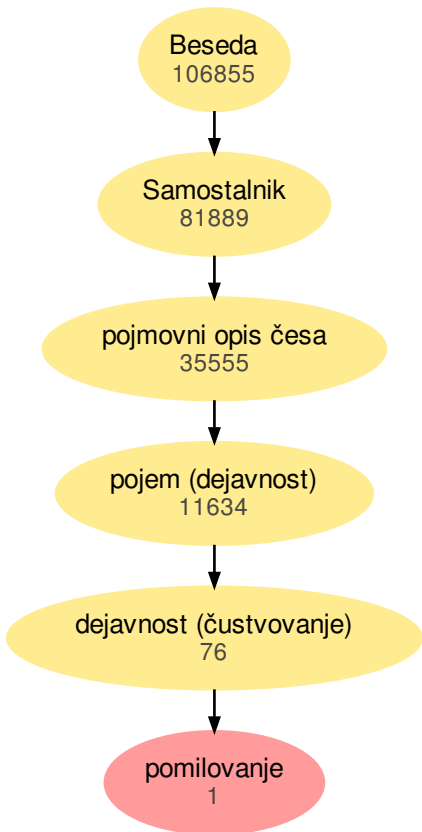 Beseda
106855
Samostalnik
81889
pojmovni opis česa
35555
pojem (dejavnost)
11634
dejavnost (čustvovanje)
76
pomilovanje
1